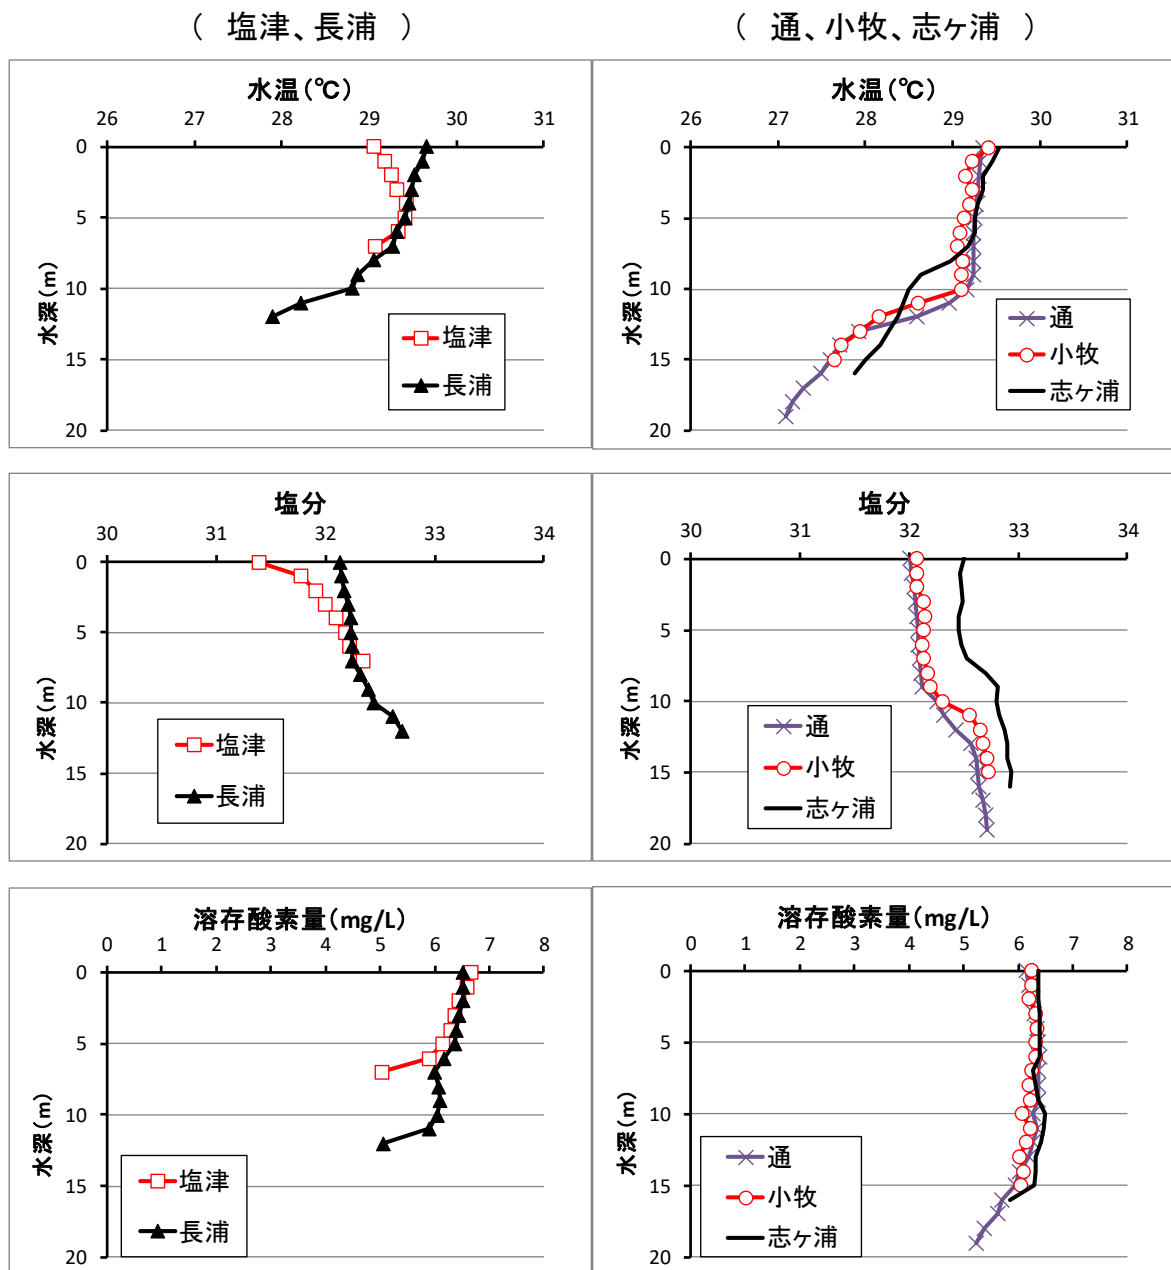 ( 塩津、長浦 )
( 通、小牧、志ヶ浦 )
水温(℃)
26 27 28 29 30 31
0
5
10
15
20
水深(m)
塩津
長浦
水温(℃)
26 27 28 29 30 31
0
5
10
15
20
水深(m)
通
小牧
志ヶ浦
塩分
30 31 32 33 34
0
5
10
15
20
水深(m)
塩津
長浦
塩分
30 31 32 33 34
0
5
10
15
20
水深(m)
通
小牧
志ヶ浦
溶存酸素量(mg/L)
0 1 2 3 4 5 6 7 8
0
5
10
15
20
水深(m)
塩津
長浦
溶存酸素量(mg/L)
0 1 2 3 4 5 6 7 8
0
5
10
15
20
水深(m)
通
小牧
志ヶ浦